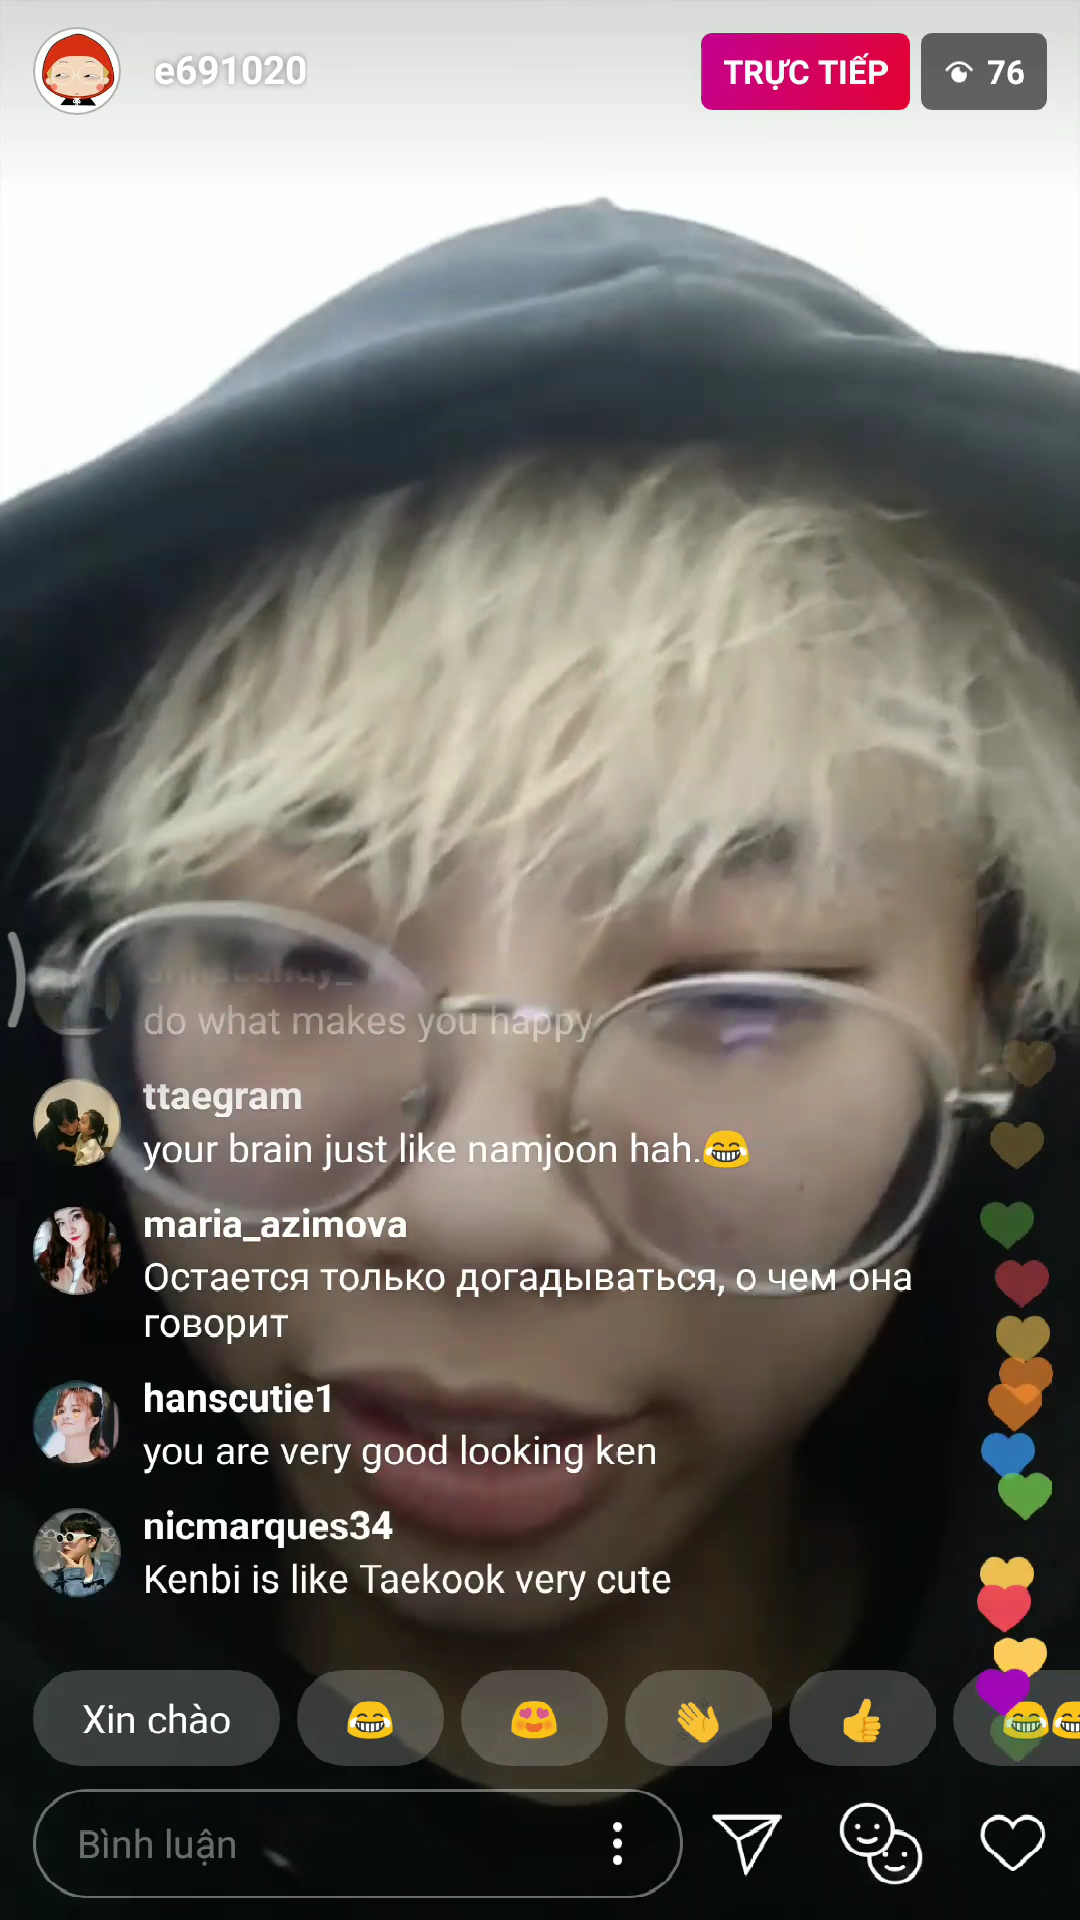 e691020
TRỰC TIẾP
76
do what makes you happy
ttaegram
your brain just like namjoon hah.😂
maria_azimova
Остается только догадываться, о чем она
говорит
hanscutie1
you are very good looking ken
nicmarques34
Kenbi is like Taekook very cute
Xin chào
Bình luận